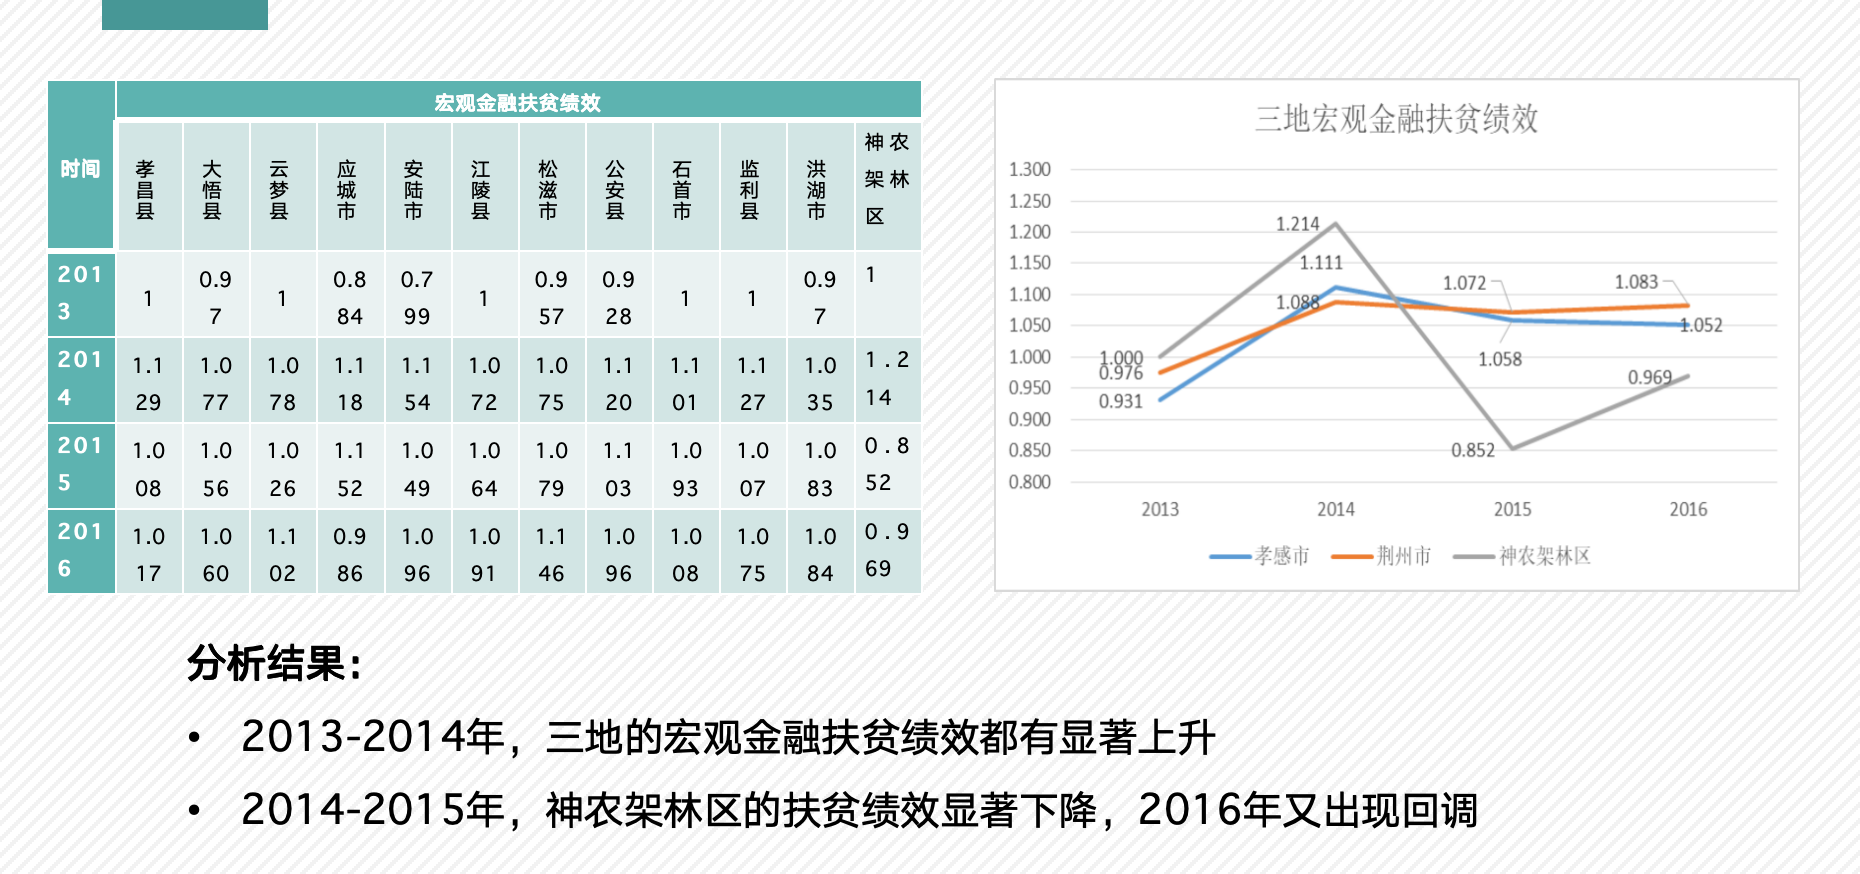 宏观金融扶贫绩效
时间 孝昌县 大悟县 云梦县 应城市 安陆市 江陵县 松滋市 公安县 石首市 监利县 洪湖市 神农架林区
2013 1 0.97 1 0.884 0.799 1 0.957 0.928 1 1 0.97 1
2014 1.129 1.077 1.078 1.118 1.154 1.072 1.075 1.120 1.101 1.127 1.035 1.214
2015 1.008 1.056 1.026 1.152 1.049 1.064 1.079 1.103 1.093 1.007 1.083 0.852
2016 1.017 1.060 1.102 0.986 1.096 1.091 1.146 1.096 1.008 1.075 1.084 0.969
三地宏观金融扶贫绩效
1.300
1.250
1.200
1.150
1.100
1.050
1.000
0.950
0.900
0.850
0.800
1.214
1.111
1.088
1.072
1.083
1.052
1.058
1.000
0.976
0.931
0.969
0.852
2013 2014 2015 2016
孝感市 荆州市 神农架林区
分析结果：
• 2013-2014年，三地的宏观金融扶贫绩效都有显著上升
• 2014-2015年，神农架林区的扶贫绩效显著下降，2016年又出现回调